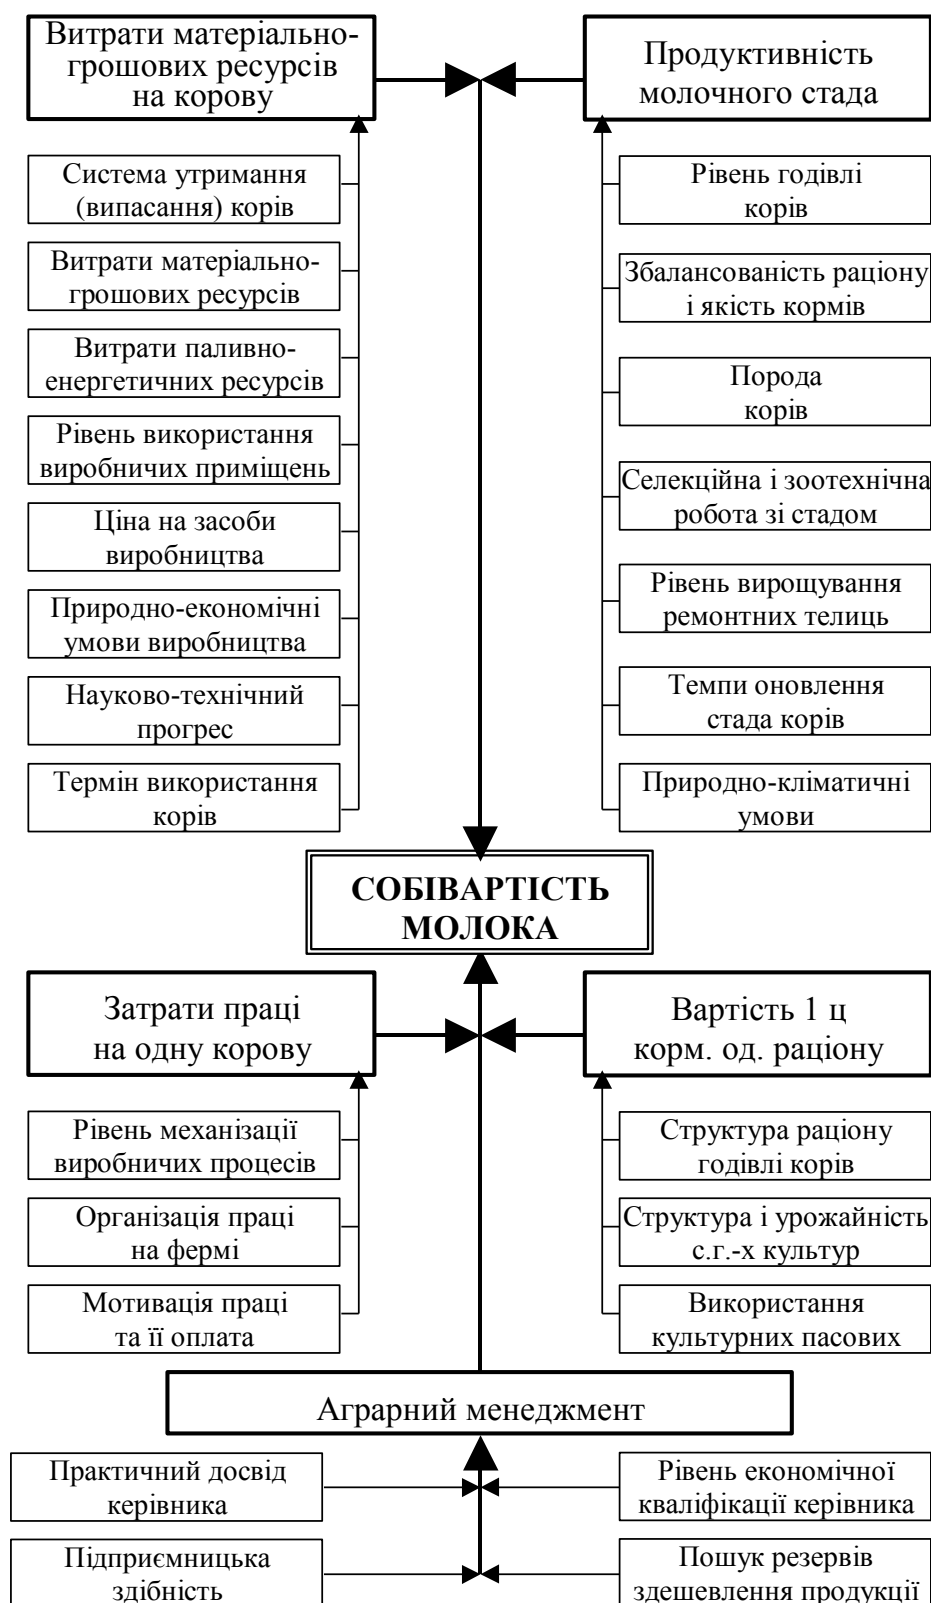 Витрати матеріально-
грошових ресурсів
на корову
Продуктивність
молочного стада
Система утримання
(випасання) корів
Витрати матеріально-
грошових ресурсів
Витрати паливно-
енергетичних ресурсів
Рівень використання
виробничих приміщень
Ціна на засоби
виробництва
Природно-економічні
умови виробництва
Науково-технічний
прогрес
Термін використання
корів
Рівень годівлі
корів
Збалансованість раціону
і якість кормів
Порода
корів
Селекційна і зоотехнічна
робота зі стадом
Рівень вирощування
ремонтних телиць
Темпи оновлення
стада корів
Природно-кліматичні
умови
СОБІВАРТІСТЬ
МОЛОКА
Затрати праці
на одну корову
Вартість 1 ц
корм. од. раціону
Рівень механізації
виробничих процесів
Організація праці
на фермі
Мотивація праці
та її оплата
Структура раціону
годівлі корів
Структура і урожайність
с.г.-х культур
Використання
культурних пасових
Аграрний менеджмент
Практичний досвід
керівника
Підприємницька
здібність
Рівень економічної
кваліфікації керівника
Пошук резервів
здешевлення продукції